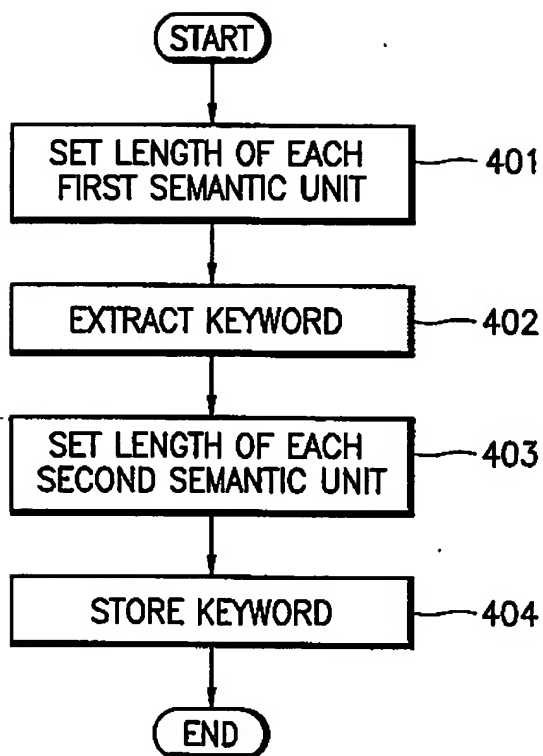 START
SET LENGTH OF EACH
FIRST SEMANTIC UNIT
401
EXTRACT KEYWORD
402
SET LENGTH OF EACH
SECOND SEMANTIC UNIT
403
STORE KEYWORD
404
END